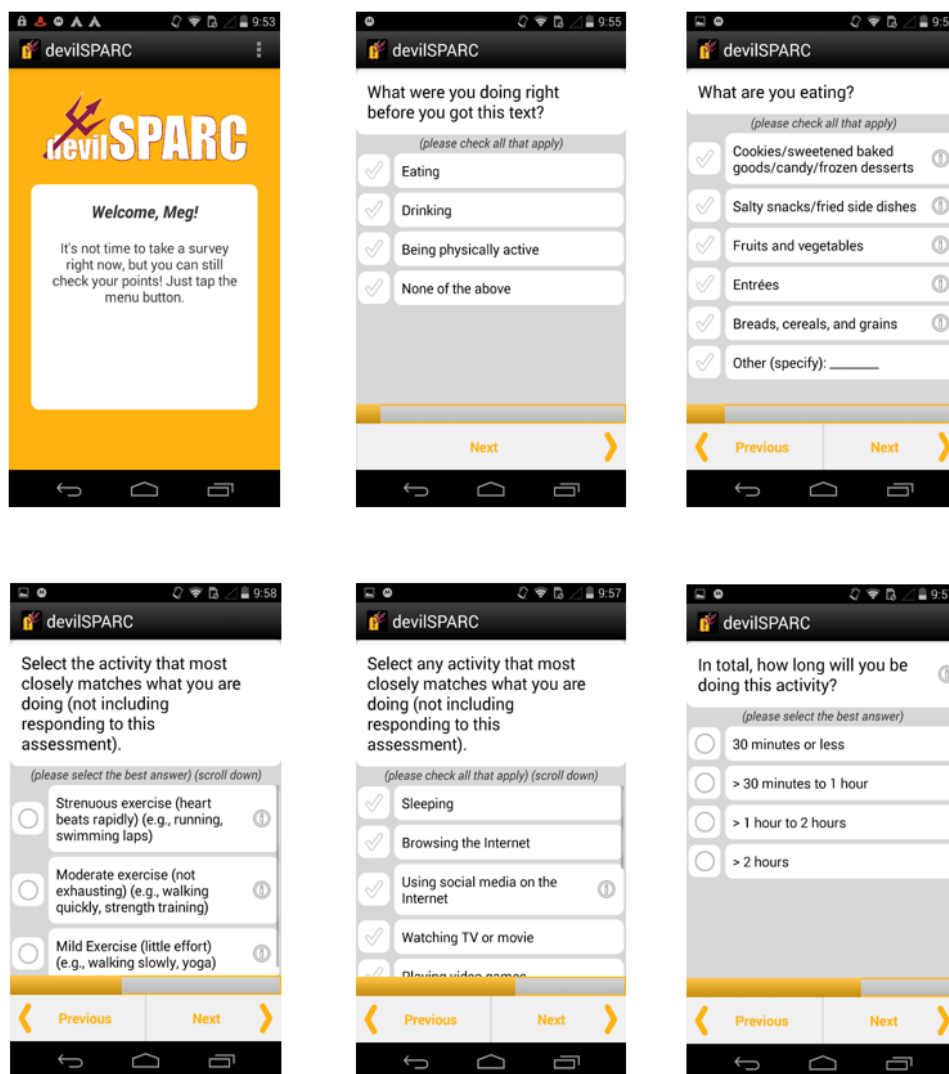 9:53
devilSPARC
devilSPARC
Welcome, Meg!
It's not time to take a survey
right now, but you can still
check your points! Just tap the
menu button.
9:55
devilSPARC
What were you doing right
before you got this text?
(please check all that apply)
Eating
Drinking
Being physically active
None of the above
Next
devilSPARC
What are you eating?
(please check all that apply)
Cookies/sweetened baked
goods/candy/frozen desserts
Salty snacks/fried side dishes
Fruits and vegetables
Entrées
Breads, cereals, and grains
Other (specify): ______
Previous Next
9:58
devilSPARC
Select the activity that most
closely matches what you are
doing (not including
responding to this
assessment).
(please select the best answer) (scroll down)
Strenuous exercise (heart
beats rapidly) (e.g., running,
swimming laps)
Moderate exercise (not
exhausting) (e.g., walking
quickly, strength training)
Mild Exercise (little effort)
(e.g., walking slowly, yoga)
Previous Next
9:57
devilSPARC
Select any activity that most
closely matches what you are
doing (not including
responding to this
assessment).
(please check all that apply) (scroll down)
Sleeping
Browsing the Internet
Using social media on the
Internet
Watching TV or movie
Playing video games
Previous Next
devilSPARC
In total, how long will you be
doing this activity?
(please select the best answer)
30 minutes or less
> 30 minutes to 1 hour
> 1 hour to 2 hours
> 2 hours
Previous Next